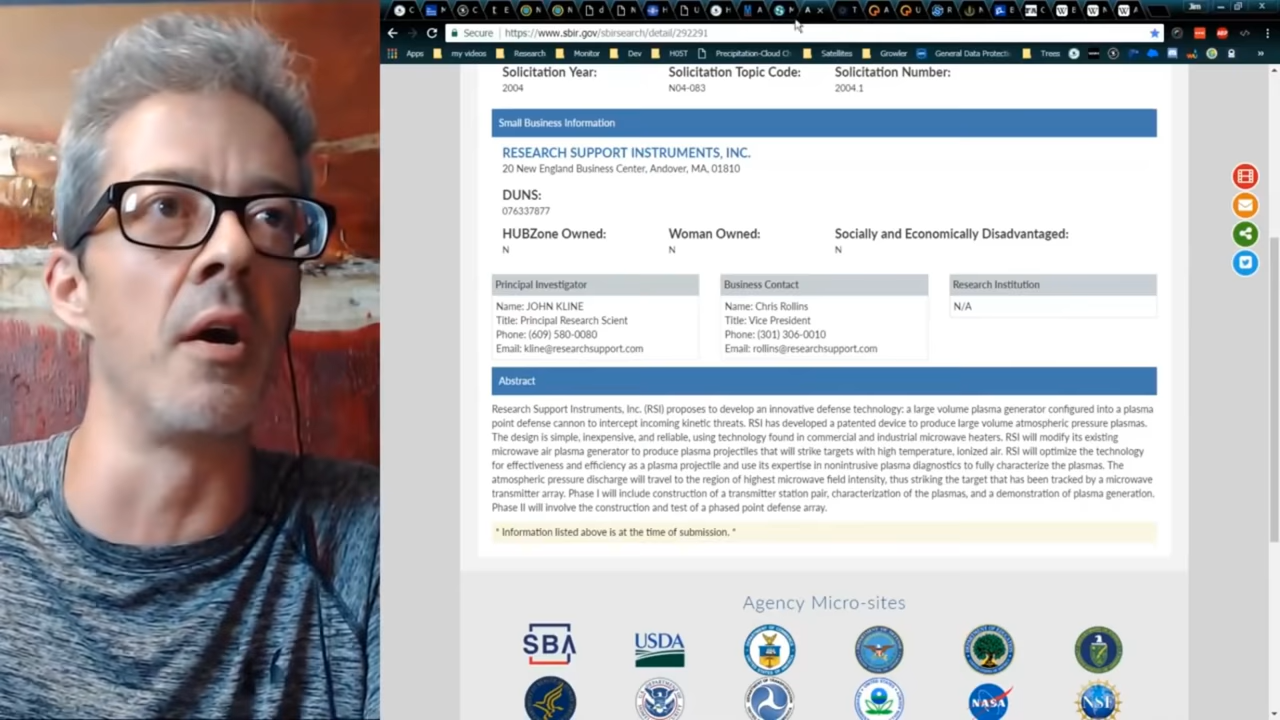 Jim
Secure https://www.sbir.gov/sbirsearch/detail/292291
Apps my videos Research Monitor Dev H05T Precipitation-Cloud Satellites Growler General Data Protecti Trees
Solicitation Year: Solicitation Topic Code: Solicitation Number:
2004 N04-083 2004.1
Small Business Information
RESEARCH SUPPORT INSTRUMENTS, INC.
20 New England Business Center, Andover, MA, 01810
DUNS:
076337877
HUBZone Owned: Woman Owned: Socially and Economically Disadvantaged:
N N N
Principal Investigator Business Contact Research Institution
Name: JOHN KLINE Name: Chris Rollins N/A
Title: Principal Research Scient Title: Vice President
Phone: (609) 580-0080 Phone: (301) 306-0010
Email: kline@researchsupport.com Email: rollins@researchsupport.com
Abstract
Research Support Instruments, Inc. (RSI) proposes to develop an innovative defense technology: a large volume plasma generator configured into a plasma
point defense cannon to intercept incoming kinetic threats. RSI has developed a patented device to produce large volume atmospheric pressure plasmas.
The design is simple, inexpensive, and reliable, using technology found in commercial and industrial microwave heaters. RSI will modify its existing
microwave air plasma generator to produce plasma projectiles that will strike targets with high temperature, ionized air. RSI will optimize the technology
for effectiveness and efficiency as a plasma projectile and use its expertise in nonintrusive plasma diagnostics to fully characterize the plasmas. The
atmospheric pressure discharge will travel to the region of highest microwave field intensity, thus striking the target that has been tracked by a microwave
transmitter array. Phase I will include construction of a transmitter station pair, characterization of the plasmas, and a demonstration of plasma generation.
Phase II will involve the construction and test of a phased point defense array.
* Information listed above is at the time of submission. *
Agency Micro-sites
SBA USDA
NASA NSF